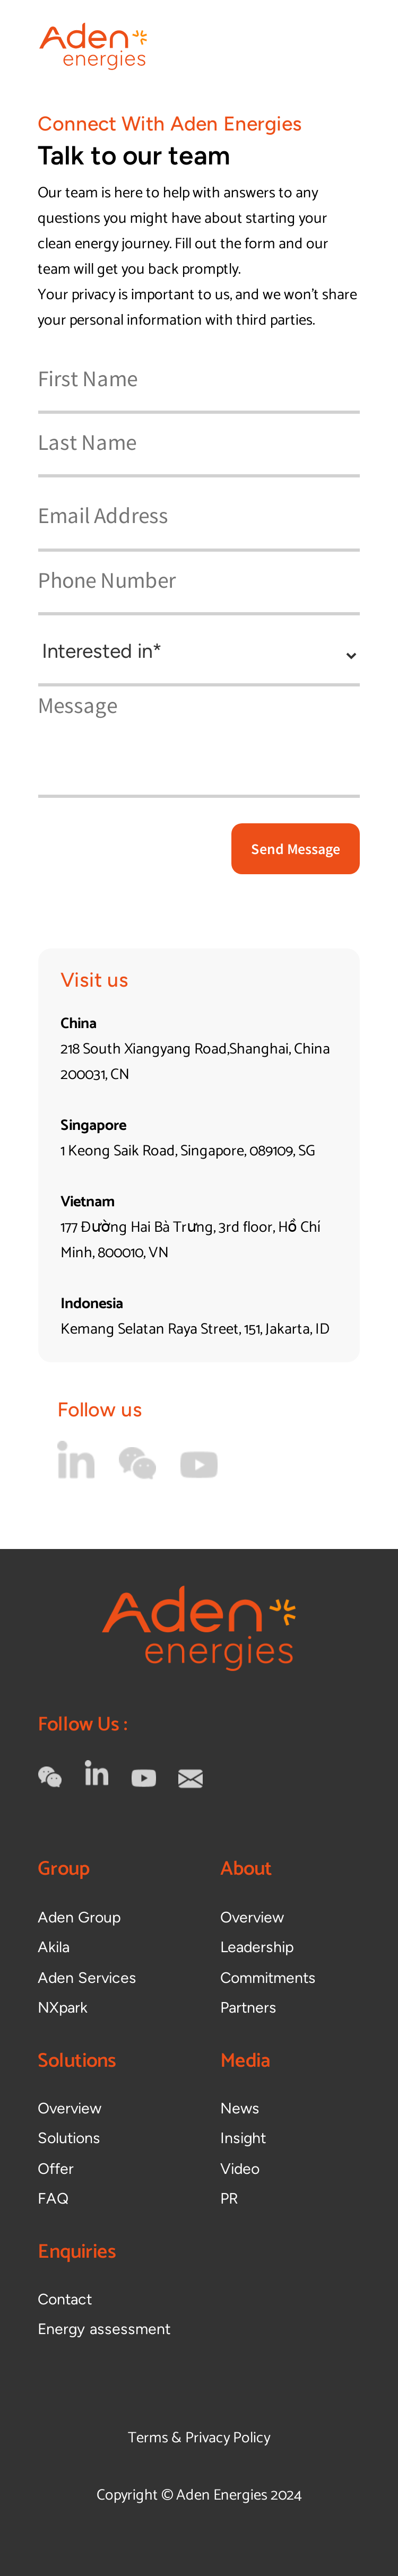 Aden
energies
Connect With Aden Energies
Talk to our team
Our team is here to help with answers to any
questions you might have about starting your
clean energy journey. Fill out the form and our
team will get you back promptly.
Your privacy is important to us, and we won't share
your personal information with third parties.
First Name
Last Name
Email Address
Phone Number
Interested in*
Message
Send Message
Visit us
China
218 South Xiangyang Road,Shanghai, China
200031, CN
Singapore
1 Keong Saik Road, Singapore, 089109, SG
Vietnam
177 Đường Hai Bà Trưng, 3rd floor, Hồ Chí
Minh, 800010, VN
Indonesia
Kemang Selatan Raya Street, 151, Jakarta, ID
Follow us
in
Aden
energies
Follow Us :
in
Group
Aden Group
Akila
Aden Services
NXpark
About
Overview
Leadership
Commitments
Partners
Solutions
Overview
Solutions
Offer
FAQ
Media
News
Insight
Video
PR
Enquiries
Contact
Energy assessment
Terms & Privacy Policy
Copyright © Aden Energies 2024